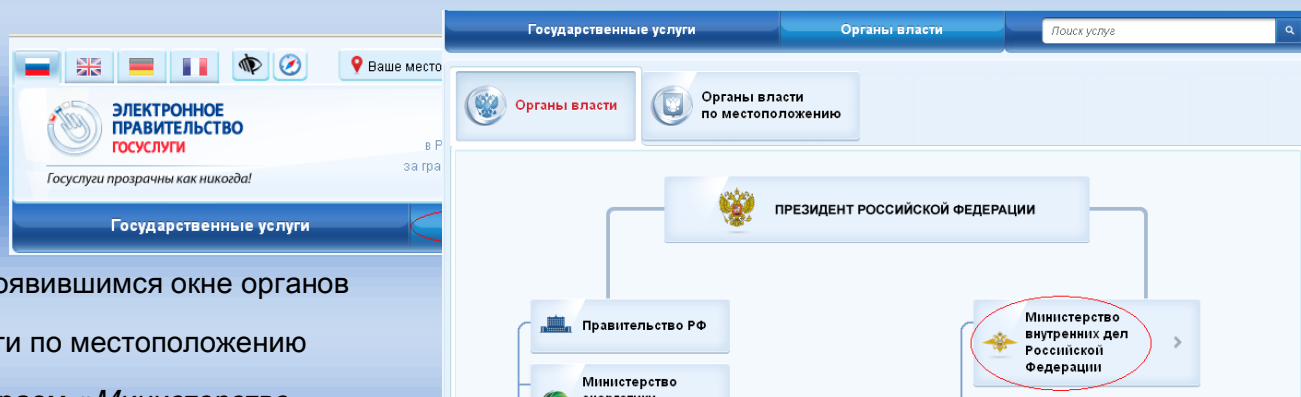 Ваше место
ЭЛЕКТРОННОЕ
ПРАВИТЕЛЬСТВО
ГОСУСЛУГИ
в Р
за гра
Госуслуги прозрачны как никогда!
Государственные услуги
оявившимся окне органов
ти по местоположению
Министерство
Государственные услуги
Органы власти
Поиск услуг
Органы власти
Органы власти
по местоположению
ПРЕЗИДЕНТ РОССИЙСКОЙ ФЕДЕРАЦИИ
Правительство РФ
Министерство
Министерство
внутренних дел
Российской
Федерации